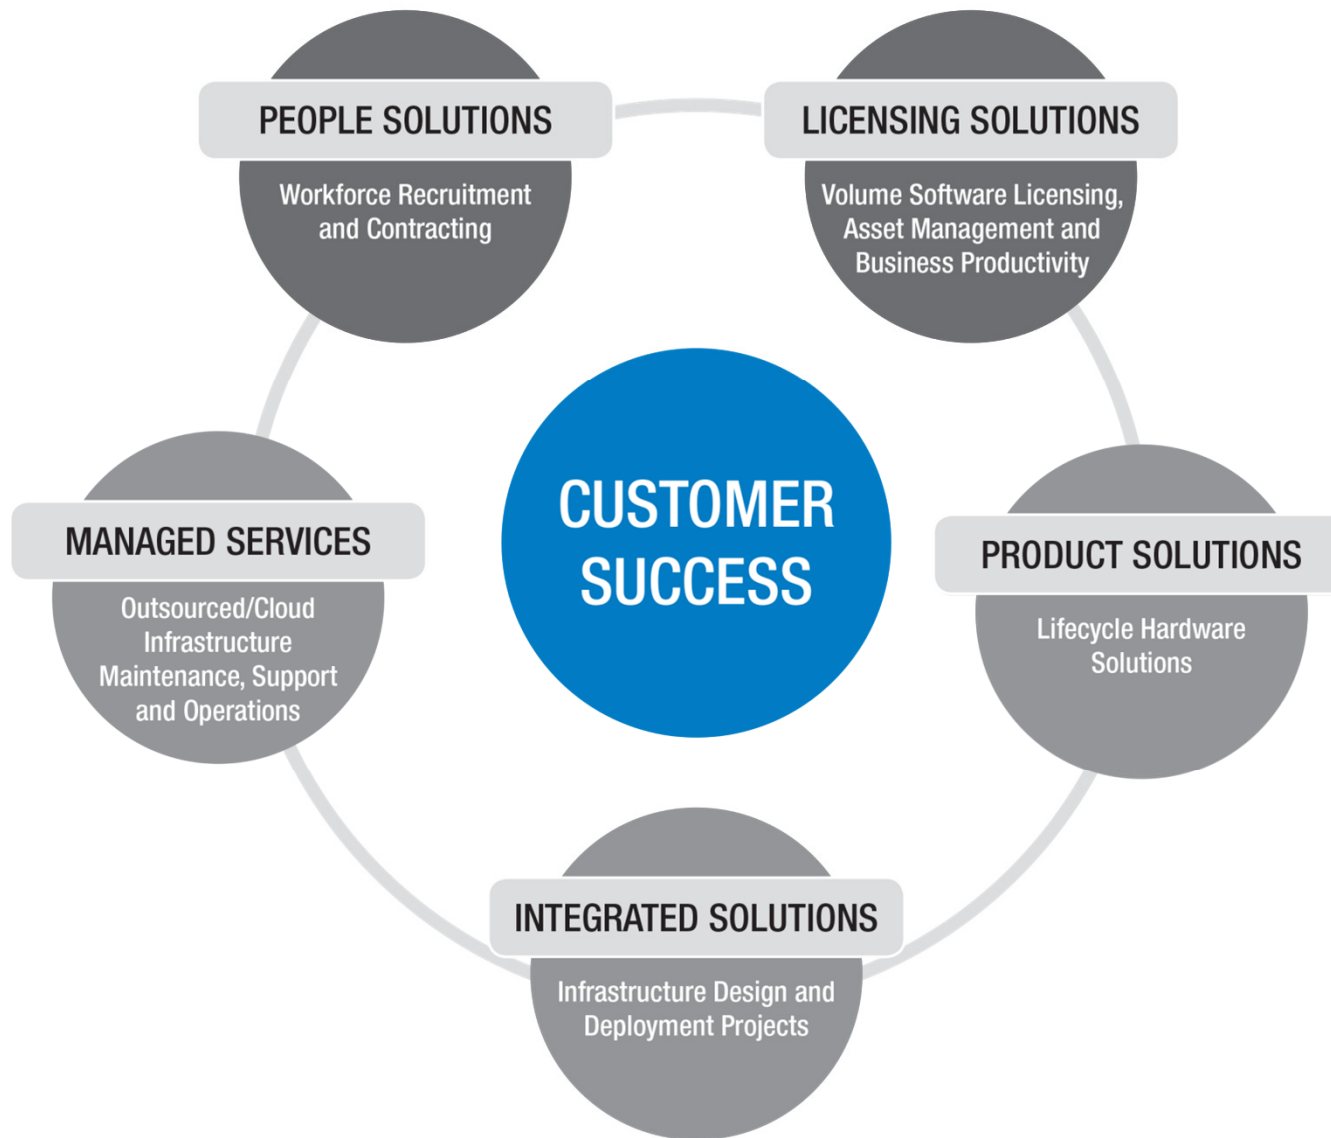 PEOPLE SOLUTIONS
Workforce Recruitment
and Contracting
LICENSING SOLUTIONS
Volume Software Licensing,
Asset Management and
Business Productivity
CUSTOMER
SUCCESS
MANAGED SERVICES
Outsourced/Cloud
Infrastructure
Maintenance, Support
and Operations
PRODUCT SOLUTIONS
Lifecycle Hardware
Solutions
INTEGRATED SOLUTIONS
Infrastructure Design and
Deployment Projects